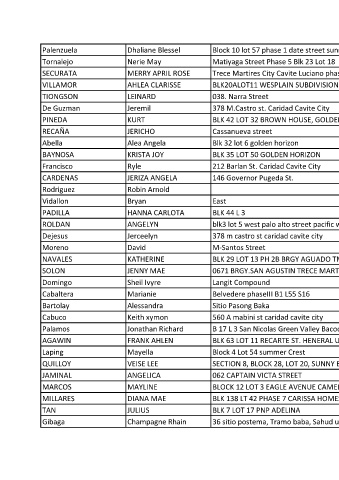 Palenzuela Dhaliane Blessel Block 10 lot 57 phase 1 date street sun
Tornalejo Nerie May Matiyaga Street Phase 5 Blk 23 Lot 18
SECURATA MERRY APRIL ROSE Trece Martires City Cavite Luciano phas
VILLAMOR AHLEA CLARISSE BLK20ALOT11 WESPLAIN SUBDIVISION
TIONGSON LEINARD 038. Narra Street
De Guzman Jeremil 378 M.Castro st. Caridad Cavite City
PINEDA KURT BLK 42 LOT 32 BROWN HOUSE, GOLDEN
RECAÑA JERICHO Cassanueva street
Abella Alea Angela Blk 32 lot 6 golden horizon
BAYNOSA KRISTA JOY BLK 35 LOT 50 GOLDEN HORIZON
Francisco Ryle 212 Barlan St. Caridad Cavite City
CARDENAS JERIZA ANGELA 146 Governor Pugeda St.
Rodriguez Robin Arnold
Vidallon Bryan East
PADILLA HANNA CARLOTA BLK 44 L 3
ROLDAN ANGELYN blk3 lot 5 west palo alto street pacific w
Dejesus Jerceelyn 378 m castro st caridad cavite city
Moreno David M-Santos Street
NAVALES KATHERINE BLK 29 LOT 13 PH 2B BRGY AGUADO TM
SOLON JENNY MAE 0671 BRGY.SAN AGUSTIN TRECE MART
Domingo Sheil Ivyre Langit Compound
Cabaltera Marianie Belvedere phaseIII B1 L55 S16
Bartolay Alessandra Sitio Pasong Baka
Cabuco Keith xymon 560 A mabini st caridad cavite city
Palamos Jonathan Richard B 17 L 3 San Nicolas Green Valley Bacoo
AGAWIN FRANK AHLEN BLK 63 LOT 11 RECARTE ST. HENERAL U
Laping Mayella Block 4 Lot 54 summer Crest
QUILLOY VEISE LEE SECTION 8, BLOCK 28, LOT 20, SUNNY B
JAMINAL ANGELICA 062 CAPTAIN VICTA STREET
MARCOS MAYLINE BLOCK 12 LOT 3 EAGLE AVENUE CAMEL
MILLARES DIANA MAE BLK 138 LT 42 PHASE 7 CARISSA HOMES
TAN JULIUS BLK 7 LOT 17 PNP ADELINA
Gibaga Champagne Rhain 36 sitio postema, Tramo baba, Sahud u